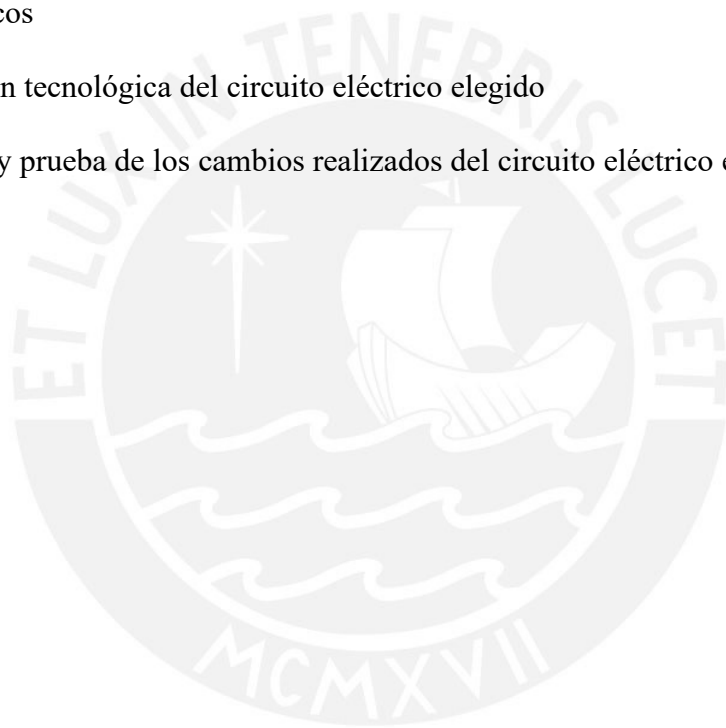 cos
n tecnológica del circuito eléctrico elegido
y prueba de los cambios realizados del circuito eléctrico e
ET LUX IN TENEBRIS LUCET
MCMXVII